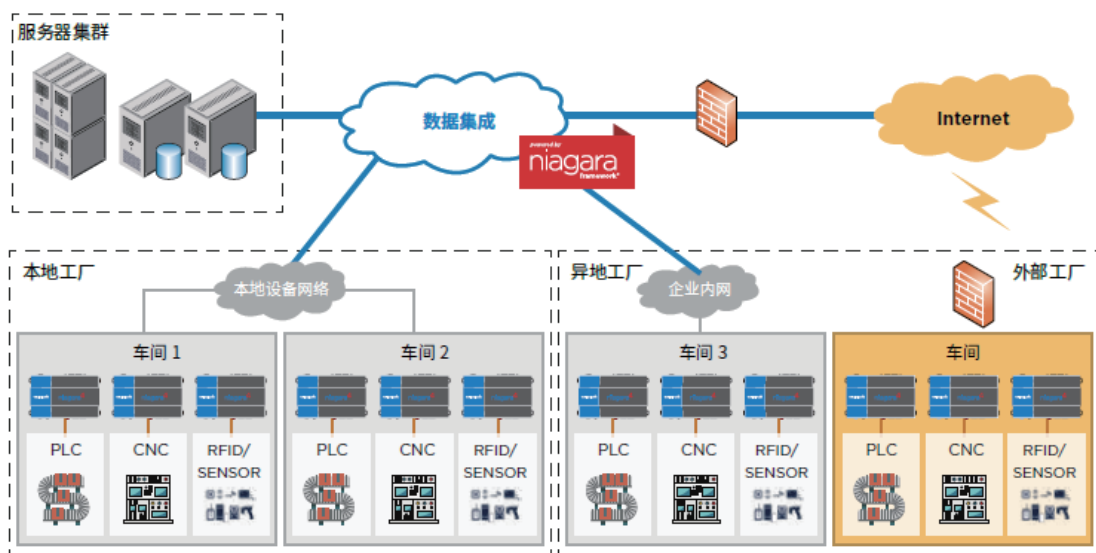 服务器集群
数据集成
Internet
powered by
niagara
framework®
本地工厂
本地设备网络
异地工厂
企业内网
外部工厂
车间 1
车间 2
车间 3
车间
PLC
CNC
RFID/
SENSOR
PLC
CNC
RFID/
SENSOR
PLC
CNC
RFID/
SENSOR
PLC
CNC
RFID/
SENSOR